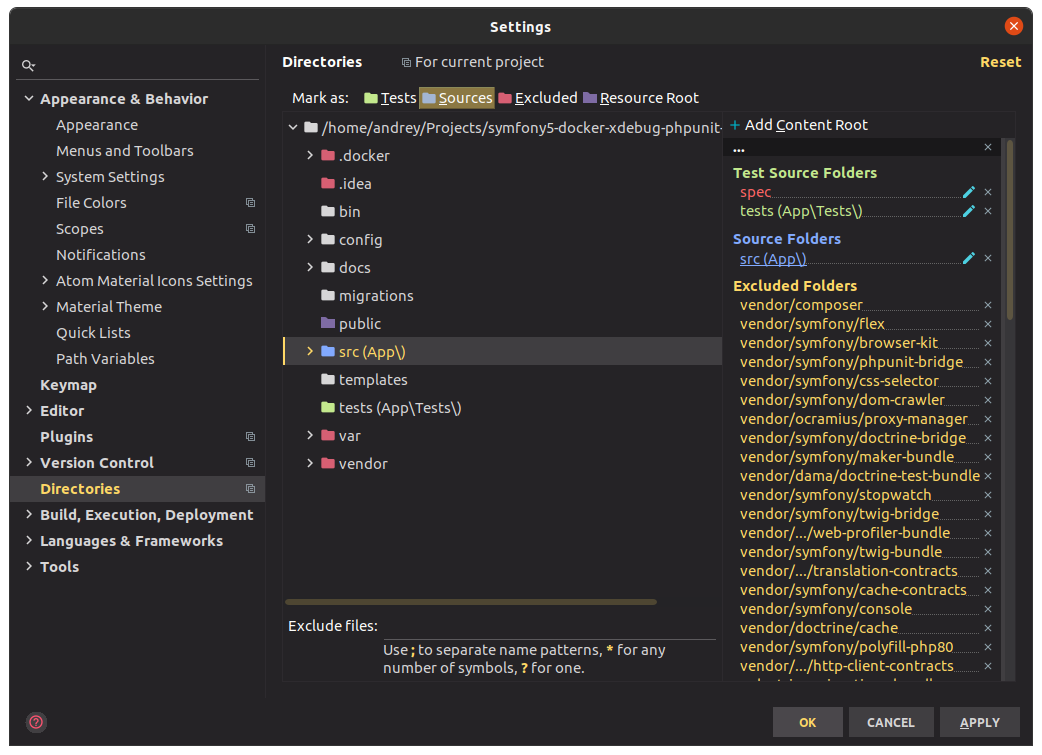 Settings
Directories
For current project
Reset
Appearance & Behavior
Appearance
Menus and Toolbars
System Settings
File Colors
Scopes
Notifications
Atom Material Icons Settings
Material Theme
Quick Lists
Path Variables
Keymap
Editor
Plugins
Version Control
Directories
Build, Execution, Deployment
Languages & Frameworks
Tools
Mark as: Tests Sources Excluded Resource Root
/home/andrey/Projects/symfony5-docker-xdebug-phpunit-
.docker
.idea
bin
config
docs
migrations
public
src (App\)
templates
tests (App\Tests\)
var
vendor
Exclude files:
Use ; to separate name patterns, * for any
number of symbols, ? for one.
+ Add Content Root
...
Test Source Folders
spec
tests (App\Tests\)
Source Folders
src (App\)
Excluded Folders
vendor/composer
vendor/symfony/flex
vendor/symfony/browser-kit
vendor/symfony/phpunit-bridge
vendor/symfony/css-selector
vendor/symfony/dom-crawler
vendor/ocramius/proxy-manager
vendor/symfony/doctrine-bridge
vendor/symfony/maker-bundle
vendor/dama/doctrine-test-bundle
vendor/symfony/stopwatch
vendor/symfony/twig-bridge
vendor/.../web-profiler-bundle
vendor/symfony/twig-bundle
vendor/.../translation-contracts
vendor/symfony/cache-contracts
vendor/symfony/console
vendor/doctrine/cache
vendor/symfony/polyfill-php80
vendor/.../http-client-contracts
?
OK
CANCEL
APPLY